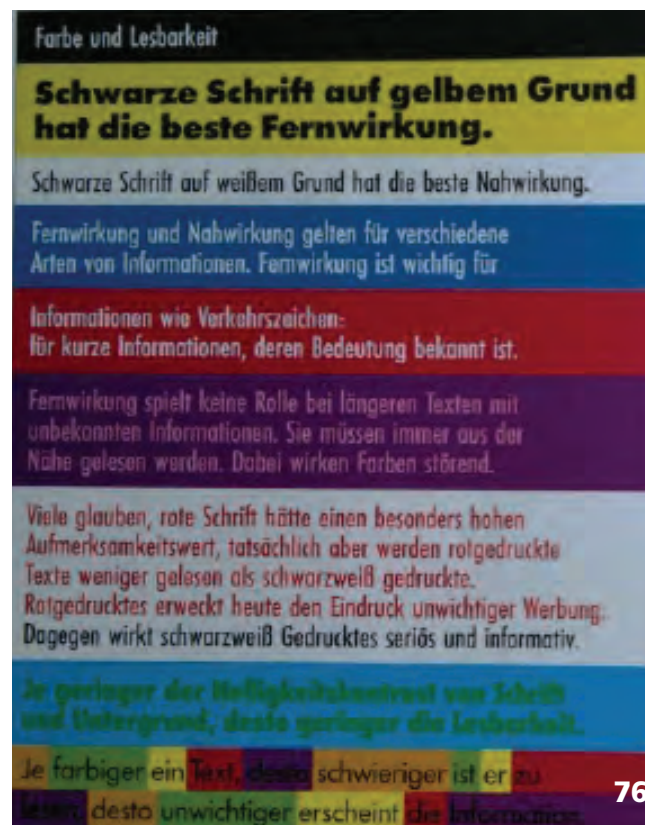 Farbe und Lesbarkeit
Schwarze Schrift auf gelbem Grund
hat die beste Fernwirkung.
Schwarze Schrift auf weißem Grund hat die beste Nahwirkung.
Fernwirkung und Nahwirkung gelten für verschiedene
Arten von Informationen. Fernwirkung ist wichtig für
Informationen wie Verkehrszeichen:
für kurze Informationen, deren Bedeutung bekannt ist.
Fernwirkung spielt keine Rolle bei längeren Texten mit
unbekannten Informationen. Sie müssen immer aus der
Nähe gelesen werden. Dabei wirken Farben störend.
Viele glauben, rote Schrift hätte einen besonders hohen
Aufmerksamkeitswert, tatsächlich aber werden rotgedruckte
Texte weniger gelesen als schwarzweiß gedruckte.
Rotgedrucktes erweckt heute den Eindruck unwichtiger Werbung.
Dagegen wirkt schwarzweiß Gedrucktes seriös und informativ.
Je geringer der Helligkeitskontrast von Schrift
und Untergrund, desto geringer die Lesbarkeit.
Je farbiger ein Text, desto schwieriger ist er zu
lesen, desto unwichtiger erscheint die Information.
76